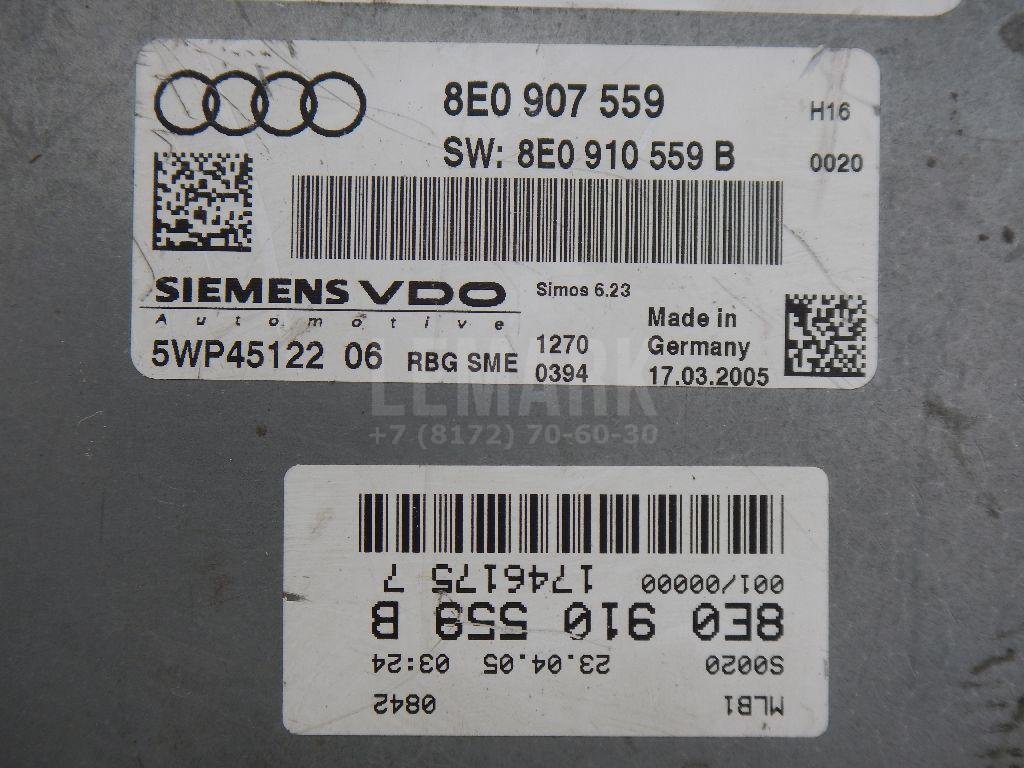 8E0 907 559 H16
SW: 8E0 910 559 B 0020
SIEMENS VDO Simos 6.23
Automotive Made in
5WP45122 06 RBG SME 1270 Germany
0394 17.03.2005
LEMARK
+7 (8172) 70-60-30
MLB1 0842
S0020 23.04.05 03:24
8E0 910 559 B
001/00000 1746175 7